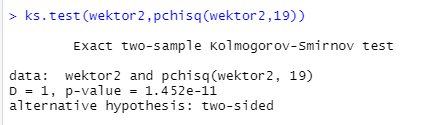 > ks.test(wektor2,pchisq(wektor2,19))
Exact two-sample Kolmogorov-Smirnov test
data:  wektor2 and pchisq(wektor2, 19)
D = 1, p-value = 1.452e-11
alternative hypothesis: two-sided